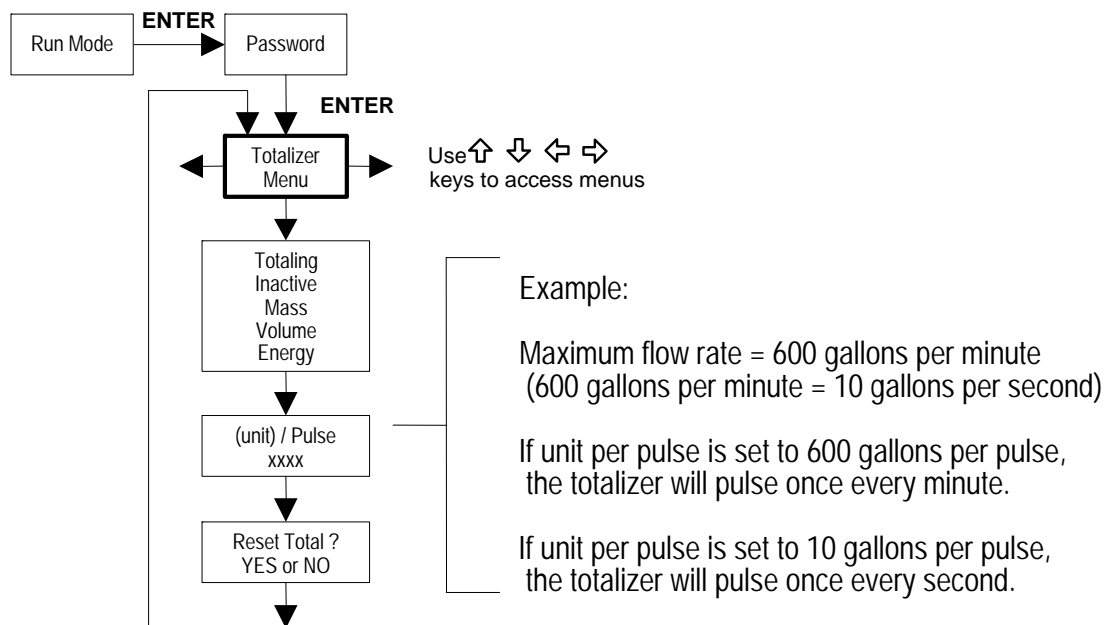 ENTER
Run Mode
Password
ENTER
Totalizer
Menu
Use
keys to access menus
Totaling
Inactive
Mass
Volume
Energy
(unit) / Pulse
xxxx
Reset Total ?
YES or NO
Example:
Maximum flow rate = 600 gallons per minute
(600 gallons per minute = 10 gallons per second)
If unit per pulse is set to 600 gallons per pulse,
the totalizer will pulse once every minute.
If unit per pulse is set to 10 gallons per pulse,
the totalizer will pulse once every second.